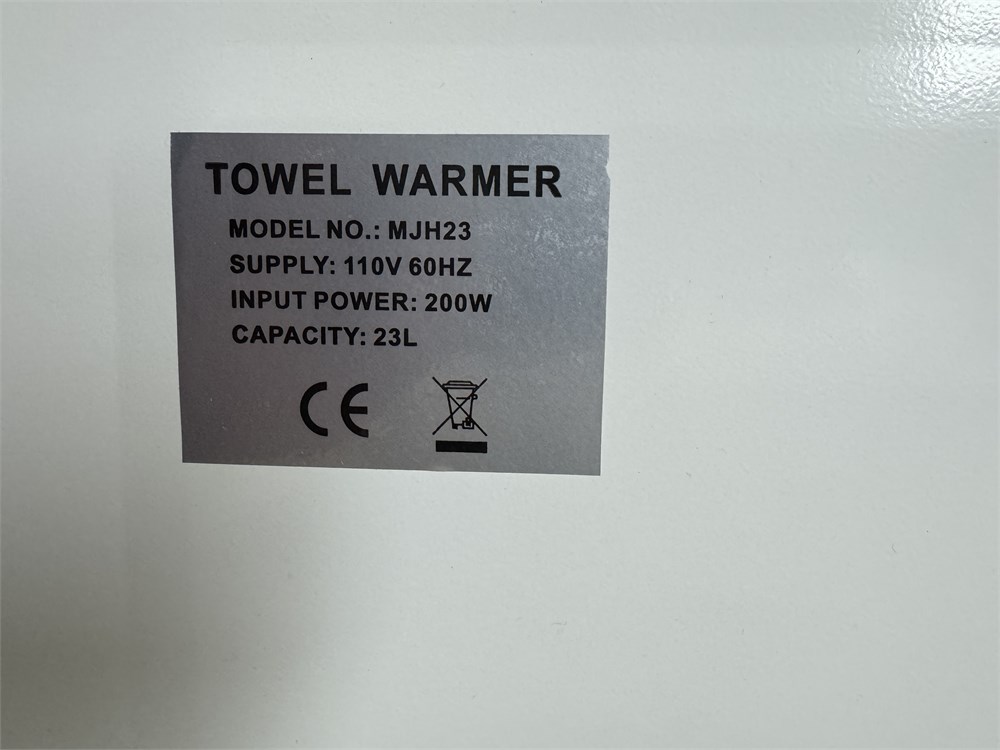 TOWEL WARMER
MODEL NO.: MJH23
SUPPLY: 110V 60HZ
INPUT POWER: 200W
CAPACITY: 23L
CE